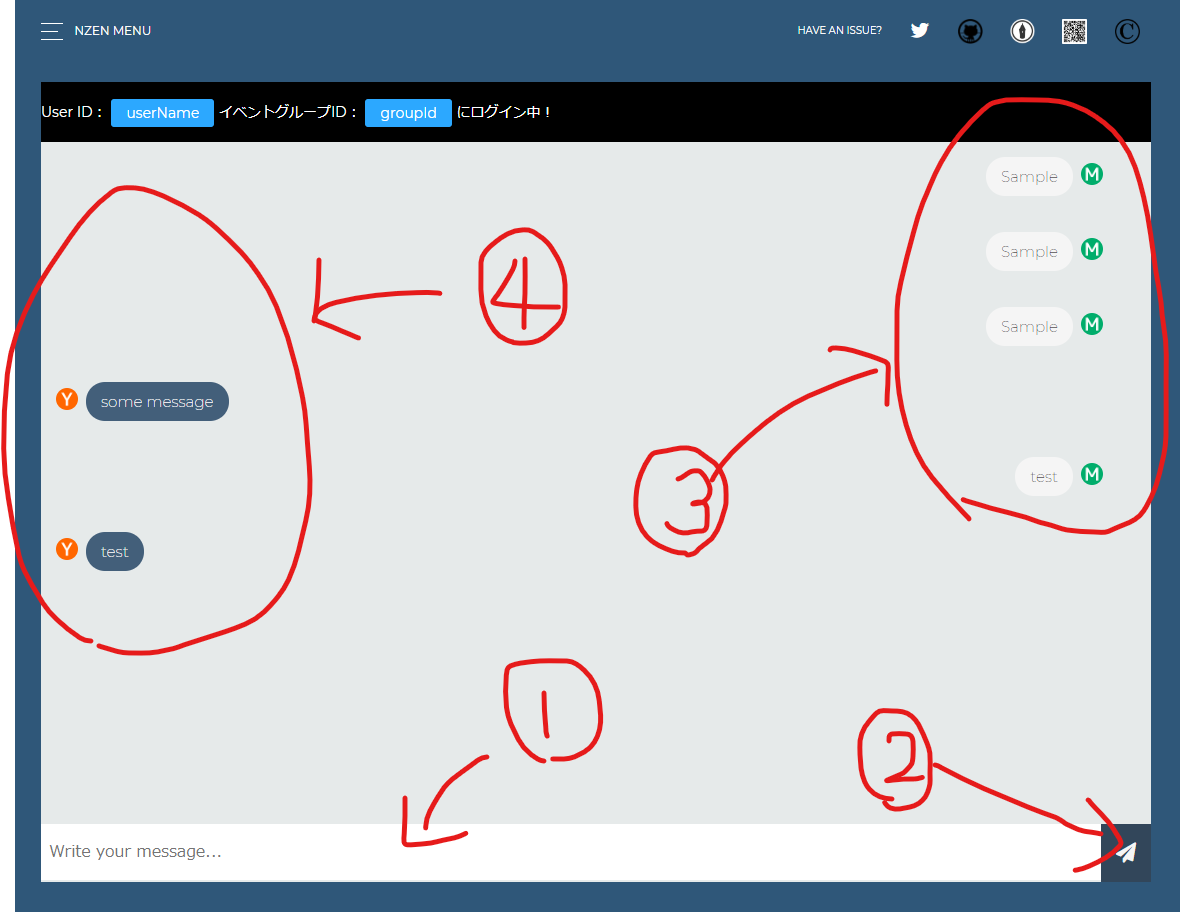 NZEN MENU
HAVE AN ISSUE?
C
User ID： userName イベントグループID： groupId にログイン中！
Sample M
Sample M
④
Sample M
Y some message
③
test M
Y test
①
②
Write your message...